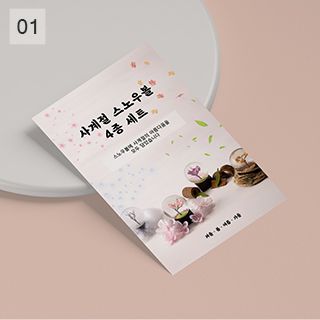 01
사계절 스노우볼
4종 세트
스노우볼에 사계절의 아름다움을
모두 담았습니다
겨울 · 봄 · 여름 · 가을